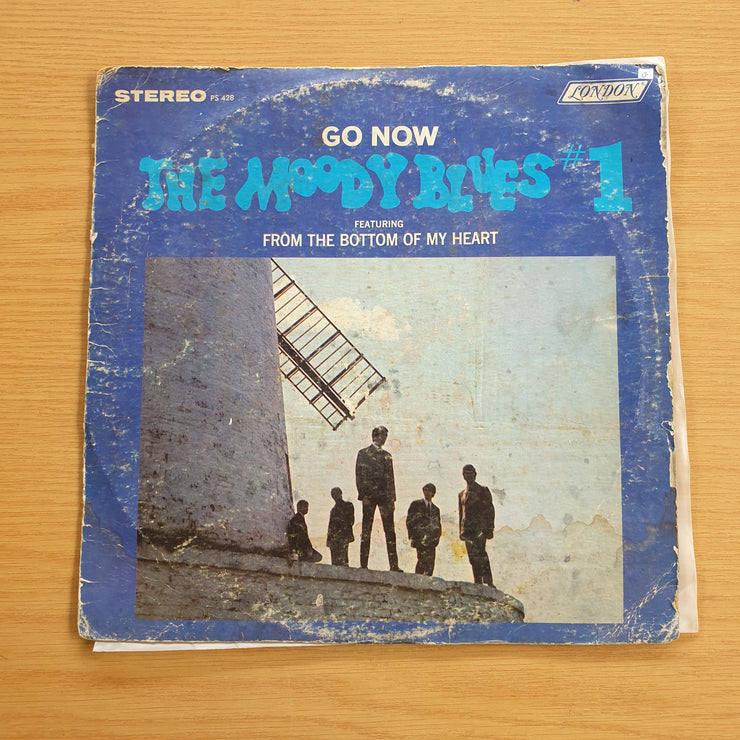 STEREO PS 428
LONDON
GO NOW
THE MOODY BLUES #1
FEATURING
FROM THE BOTTOM OF MY HEART